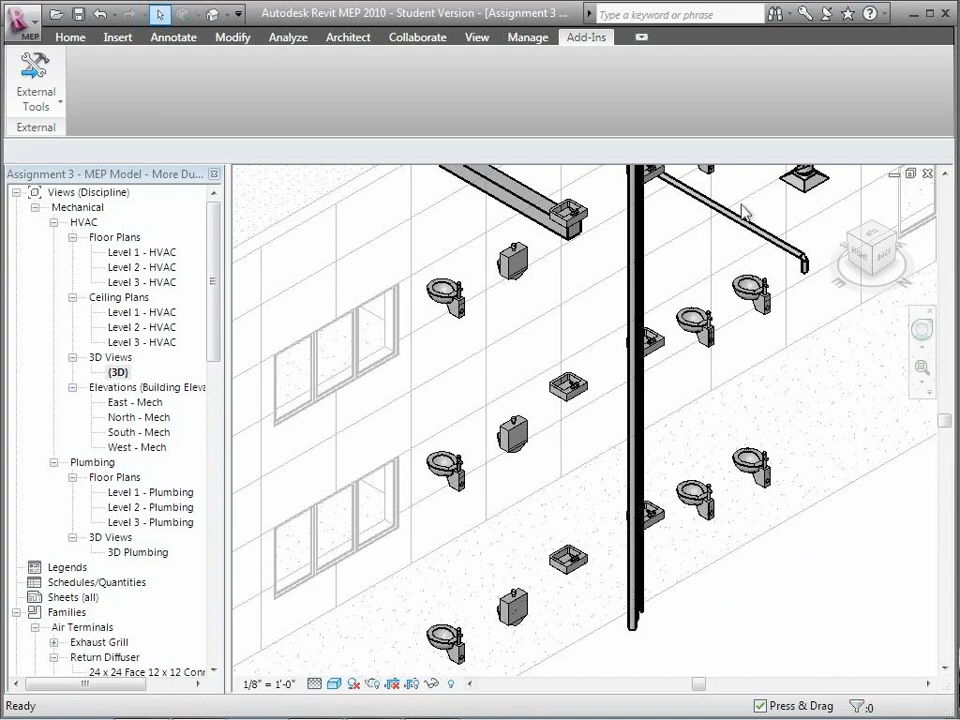 Autodesk Revit MEP 2010 - Student Version - [Assignment 3 ...
Type a keyword or phrase
MEP
Home Insert Annotate Modify Analyze Architect Collaborate View Manage Add-Ins
External
Tools
External
Assignment 3 - MEP Model - More Du...
Views (Discipline)
Mechanical
HVAC
Floor Plans
Level 1 - HVAC
Level 2 - HVAC
Level 3 - HVAC
Ceiling Plans
Level 1 - HVAC
Level 2 - HVAC
Level 3 - HVAC
3D Views
{3D}
Elevations (Building Eleva
East - Mech
North - Mech
South - Mech
West - Mech
Plumbing
Floor Plans
Level 1 - Plumbing
Level 2 - Plumbing
Level 3 - Plumbing
3D Views
3D Plumbing
Legends
Schedules/Quantities
Sheets (all)
Families
Air Terminals
Exhaust Grill
Return Diffuser
24 x 24 Face 12 x 12 Conr
1/8" = 1'-0"
Ready
Press & Drag
:0